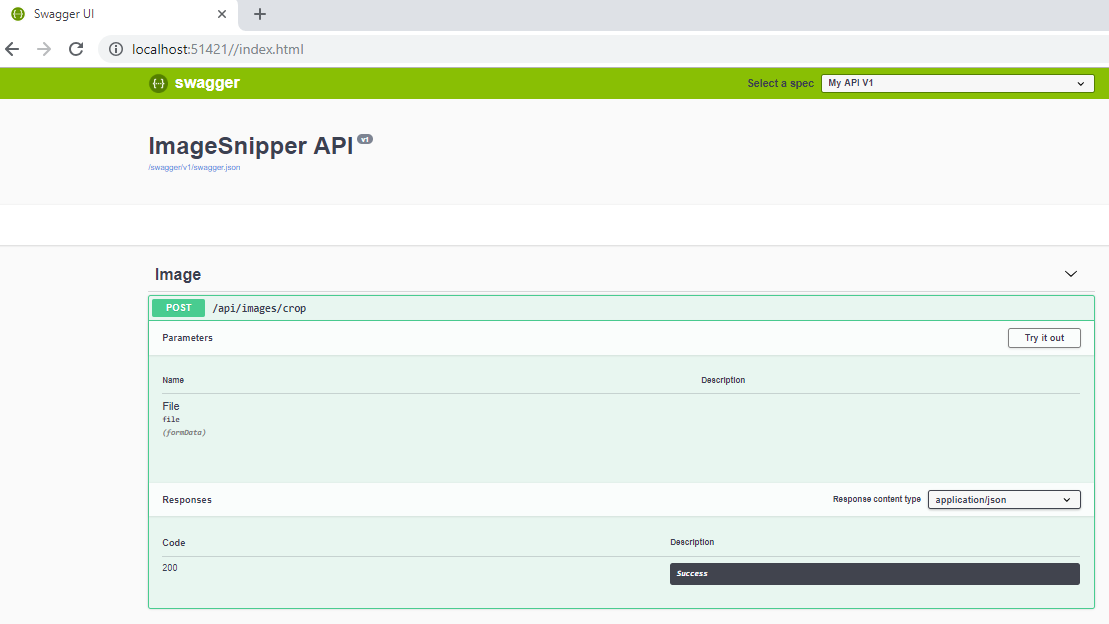 Swagger UI
localhost:51421//index.html
{··} swagger
Select a spec
My API V1
ImageSnipper API v1
/swagger/v1/swagger.json
Image
POST /api/images/crop
Parameters
Try it out
Name Description
File
file
(formData)
Responses
Response content type
application/json
Code Description
200 Success